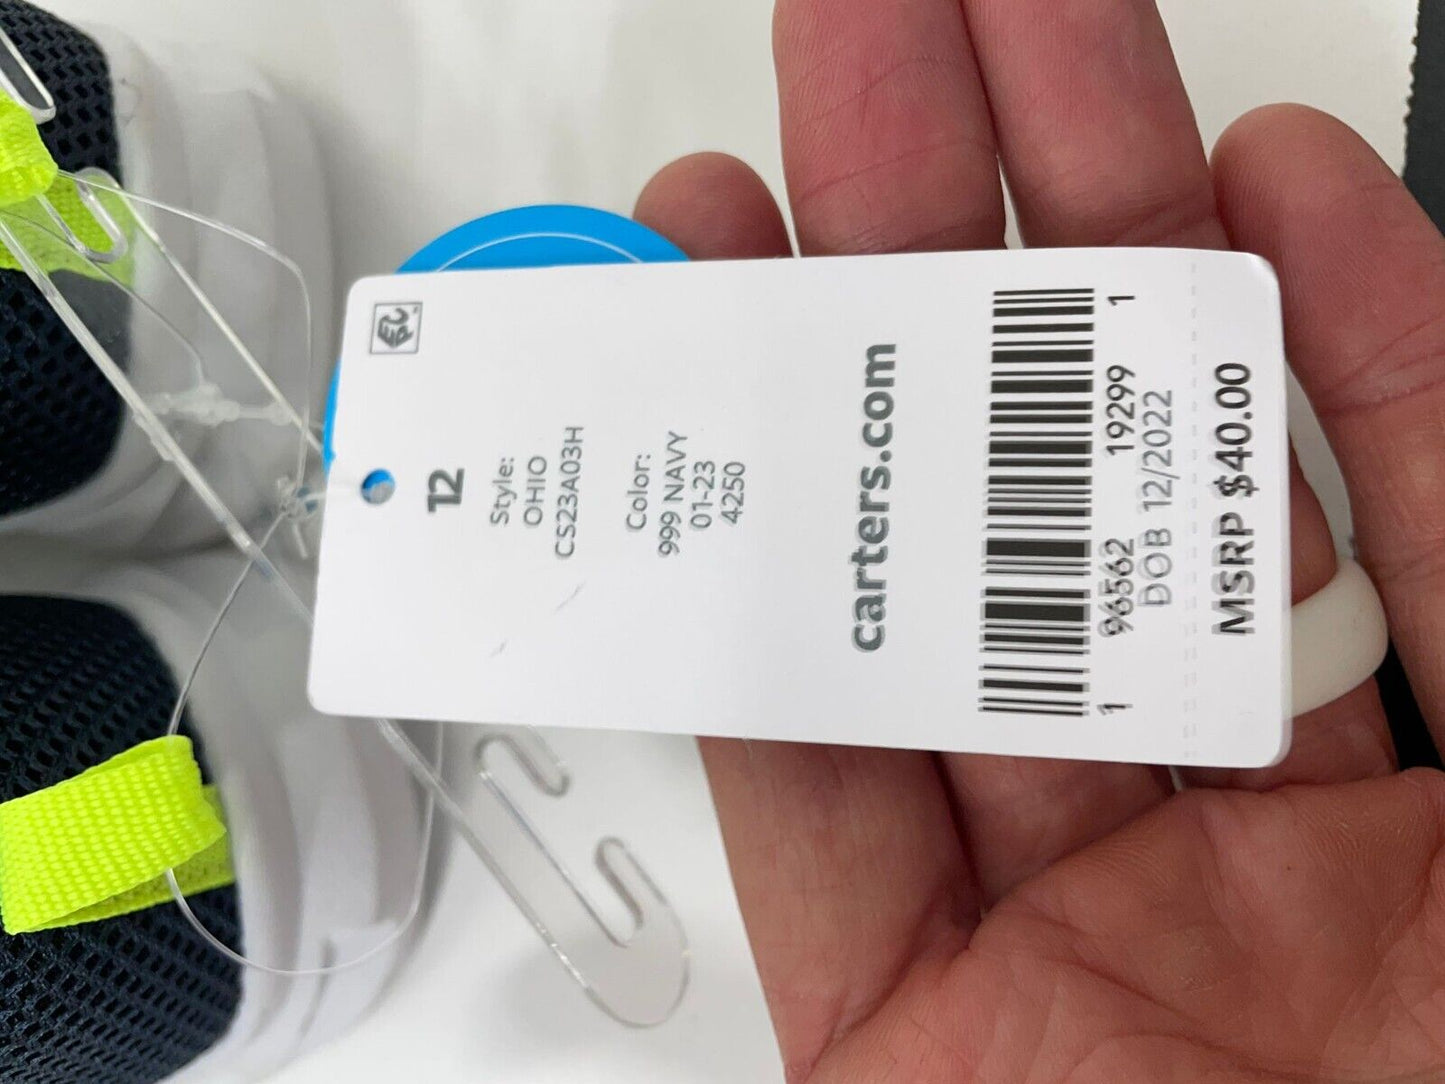 12
Style:
OHIO
CS23A03H
Color:
999 NAVY
01-23
4250
carters.com
1 96562 19299 1
DOB 12/2022
MSRP $40.00